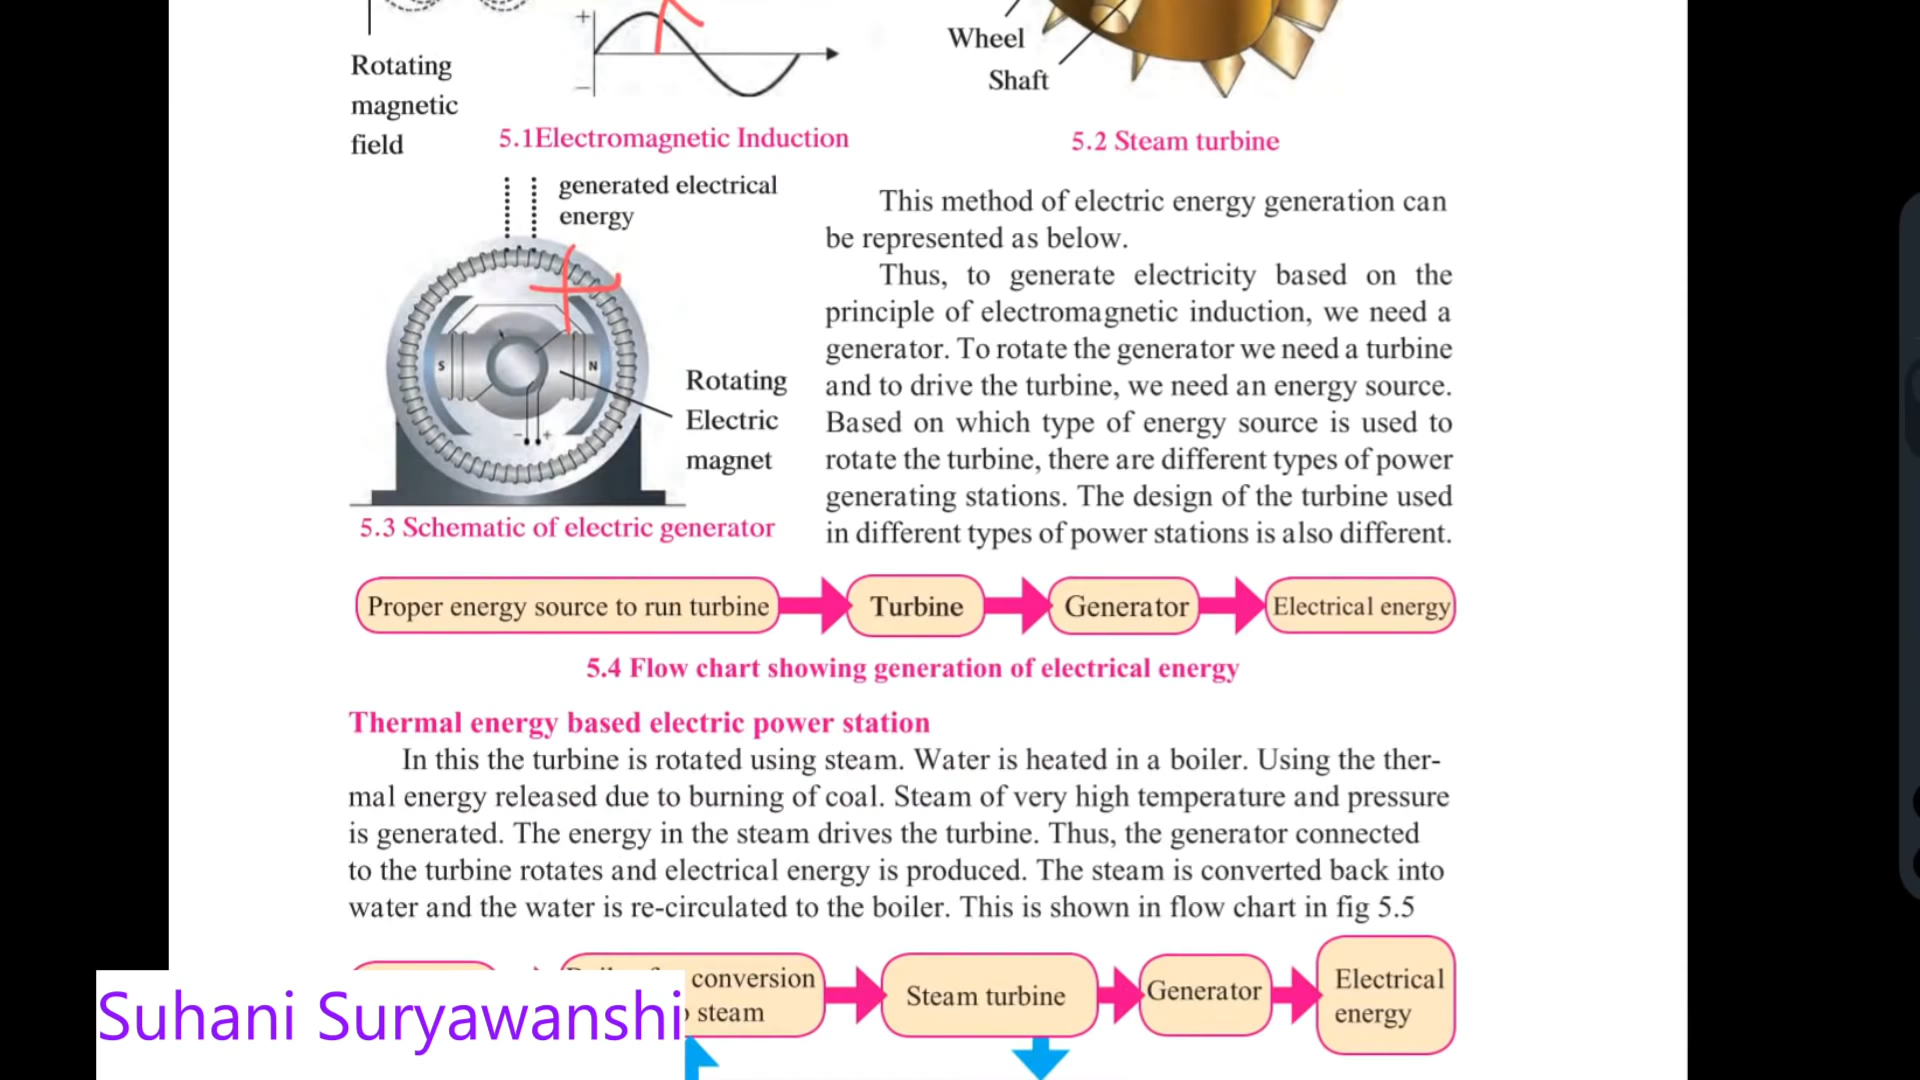 +
−
Rotating
magnetic
field
5.1Electromagnetic Induction
Wheel
Shaft
5.2 Steam turbine
generated electrical
energy
S
N
− +
Rotating
Electric
magnet
5.3 Schematic of electric generator
This method of electric energy generation can
be represented as below.
Thus, to generate electricity based on the
principle of electromagnetic induction, we need a
generator. To rotate the generator we need a turbine
and to drive the turbine, we need an energy source.
Based on which type of energy source is used to
rotate the turbine, there are different types of power
generating stations. The design of the turbine used
in different types of power stations is also different.
Proper energy source to run turbine
Turbine
Generator
Electrical energy
5.4 Flow chart showing generation of electrical energy
Thermal energy based electric power station
In this the turbine is rotated using steam. Water is heated in a boiler. Using the ther-
mal energy released due to burning of coal. Steam of very high temperature and pressure
is generated. The energy in the steam drives the turbine. Thus, the generator connected
to the turbine rotates and electrical energy is produced. The steam is converted back into
water and the water is re-circulated to the boiler. This is shown in flow chart in fig 5.5
conversion
steam
Steam turbine
Generator
Electrical
energy
Suhani Suryawanshi